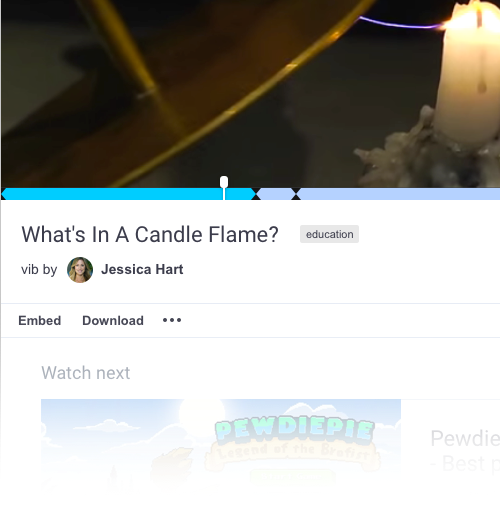 What's In A Candle Flame?
education
vib by
Jessica Hart
Embed
Download
Watch next
PEWDIEPIE
Legend of the Brofist
Pewdie
- Best p